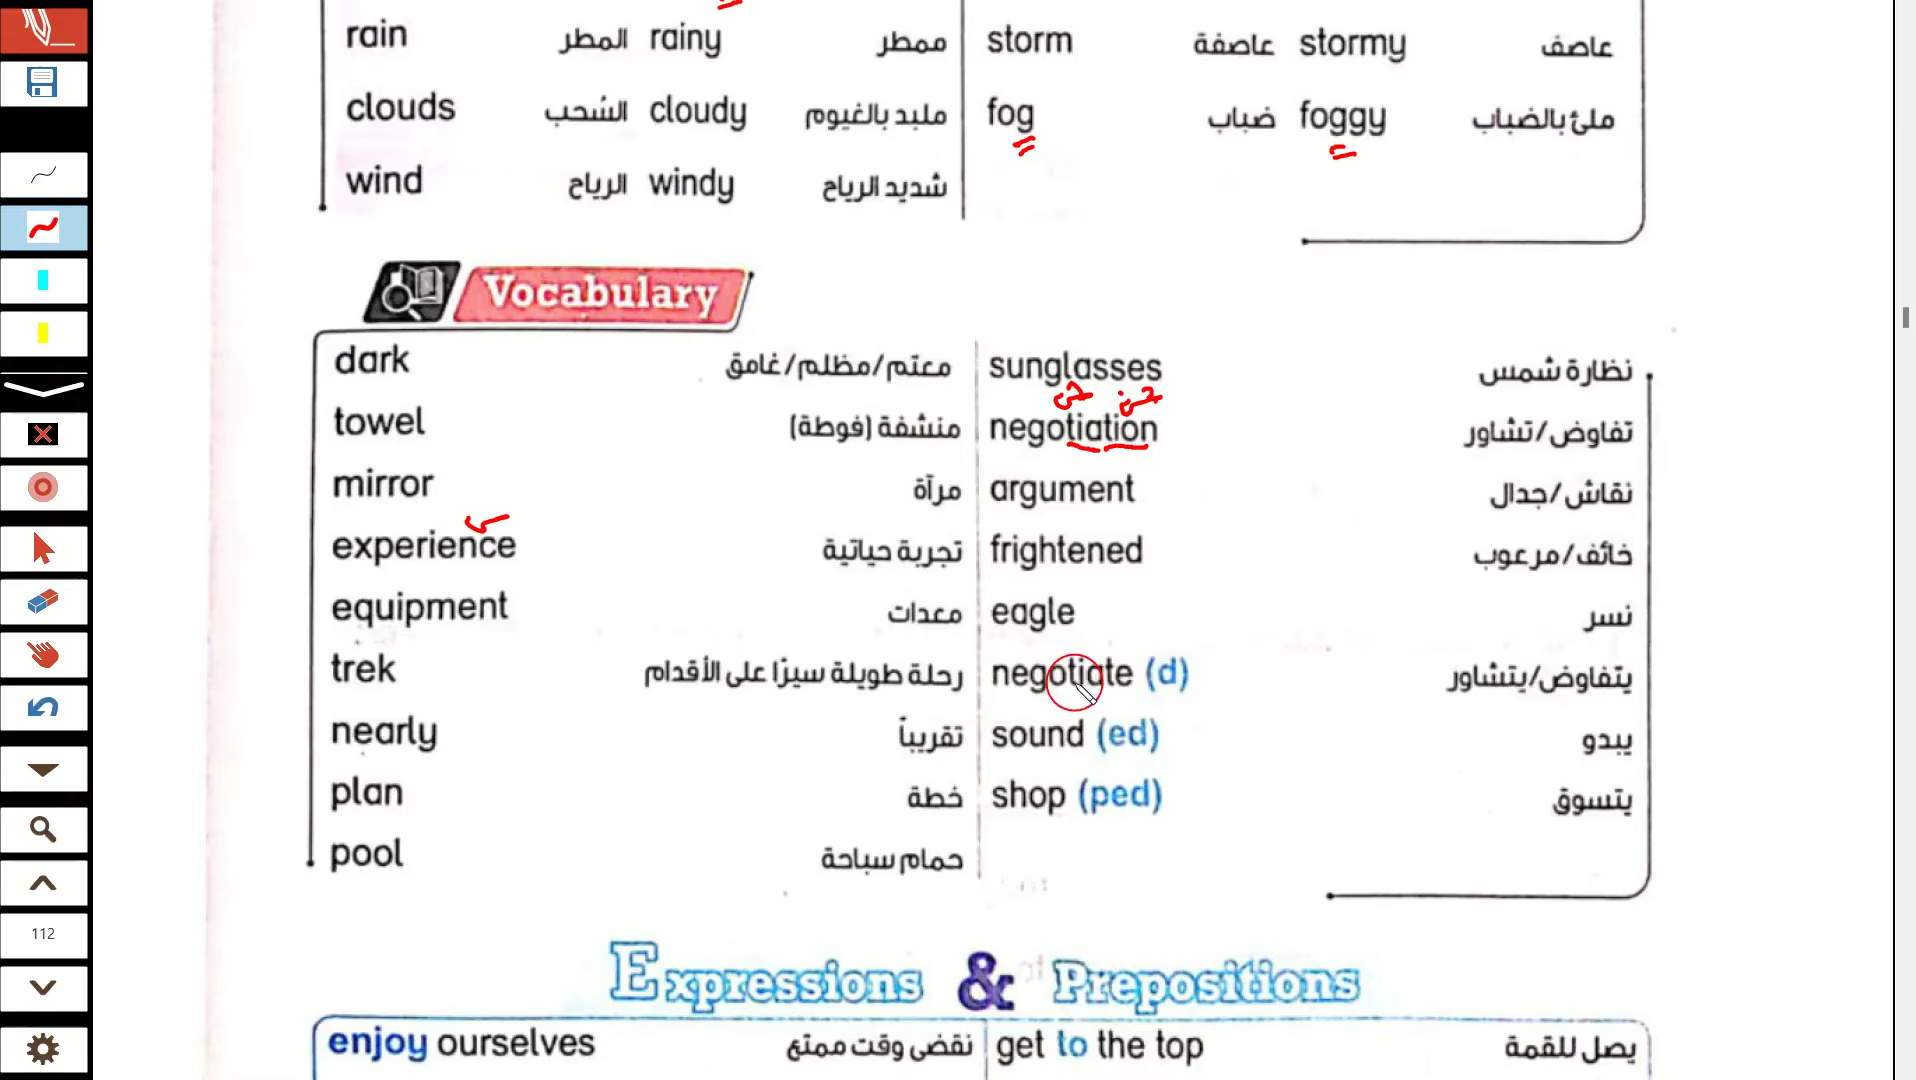 rain المطر rainy ممطر storm عاصفة stormy عاصف
clouds السُحب cloudy ملبد بالغيوم fog ضباب foggy ملئ بالضباب
wind الرياح windy شديد الرياح
Vocabulary
dark معتم/مظلم/غامق sunglasses نظارة شمس
towel منشفة (فوطة) negotiation تفاوض/تشاور
mirror مرآة argument نقاش/جدال
experience تجربة حياتية frightened خائف/مرعوب
equipment معدات eagle نسر
trek رحلة طويلة سيرًا على الأقدام negotiate (d) يتفاوض/يتشاور
nearly تقريباً sound (ed) يبدو
plan خطة shop (ped) يتسوق
pool حمام سباحة
Expressions & Prepositions
enjoy ourselves نقضى وقت ممتع get to the top يصل للقمة
112